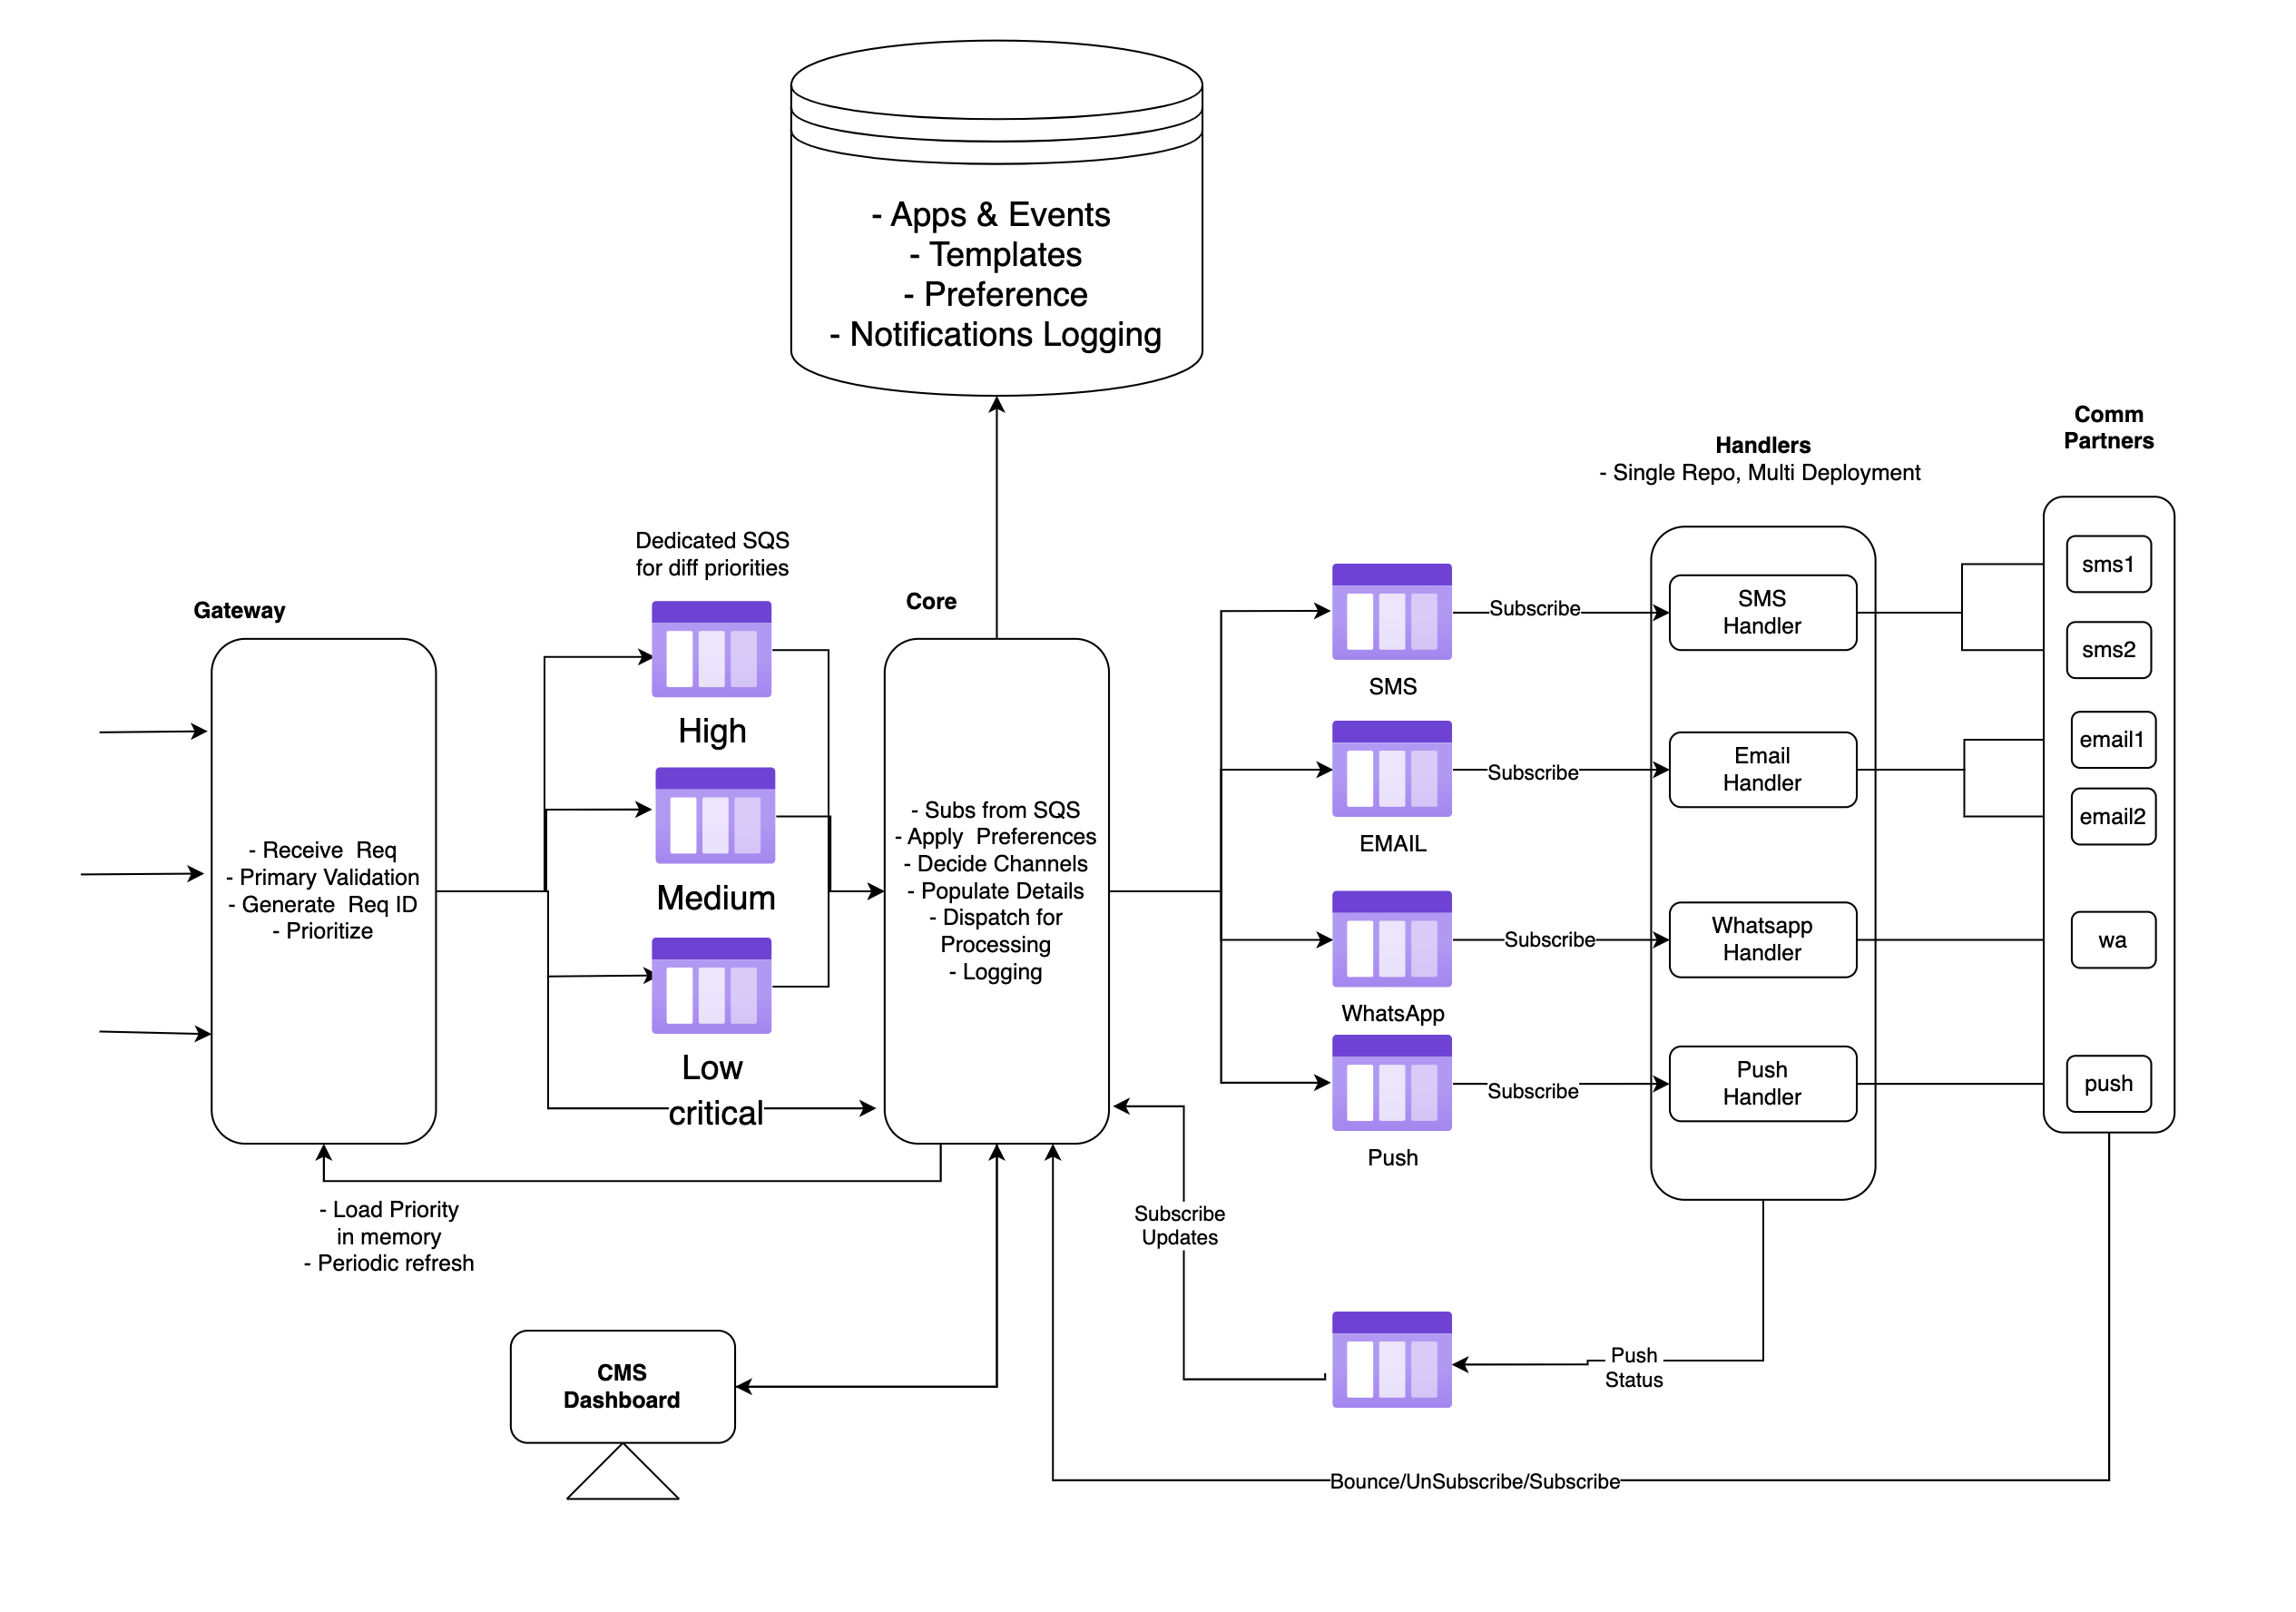 - Apps & Events
- Templates
- Preference
- Notifications Logging
Comm
Partners
Handlers
- Single Repo, Multi Deployment
Dedicated SQS
for diff priorities
Gateway
Core
High
Medium
Low
critical
- Receive  Req
- Primary Validation
- Generate  Req ID
- Prioritize
- Subs from SQS
- Apply  Preferences
- Decide Channels
- Populate Details
- Dispatch for
Processing
- Logging
SMS
EMAIL
WhatsApp
Push
Subscribe
Subscribe
Subscribe
Subscribe
SMS
Handler
Email
Handler
Whatsapp
Handler
Push
Handler
sms1
sms2
email1
email2
wa
push
- Load Priority
in memory
- Periodic refresh
Subscribe
Updates
Push
Status
CMS
Dashboard
Bounce/UnSubscribe/Subscribe